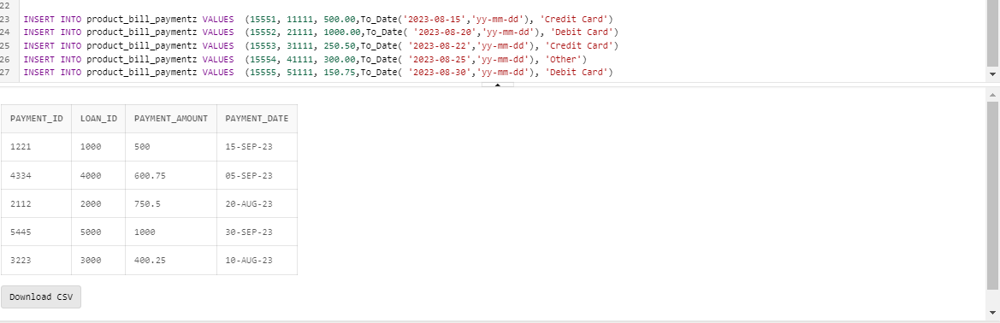 22
23 INSERT INTO product_bill_paymentz VALUES  (15551, 11111, 500.00,To_Date('2023-08-15','yy-mm-dd'), 'Credit Card')
24 INSERT INTO product_bill_paymentz VALUES  (15552, 21111, 1000.00,To_Date( '2023-08-20','yy-mm-dd'), 'Debit Card')
25 INSERT INTO product_bill_paymentz VALUES  (15553, 31111, 250.50,To_Date( '2023-08-22','yy-mm-dd'), 'Credit Card')
26 INSERT INTO product_bill_paymentz VALUES  (15554, 41111, 300.00,To_Date( '2023-08-25','yy-mm-dd'), 'Other')
27 INSERT INTO product_bill_paymentz VALUES  (15555, 51111, 150.75,To_Date( '2023-08-30','yy-mm-dd'), 'Debit Card')
PAYMENT_ID LOAN_ID PAYMENT_AMOUNT PAYMENT_DATE
1221 1000 500 15-SEP-23
4334 4000 600.75 05-SEP-23
2112 2000 750.5 20-AUG-23
5445 5000 1000 30-SEP-23
3223 3000 400.25 10-AUG-23
Download CSV